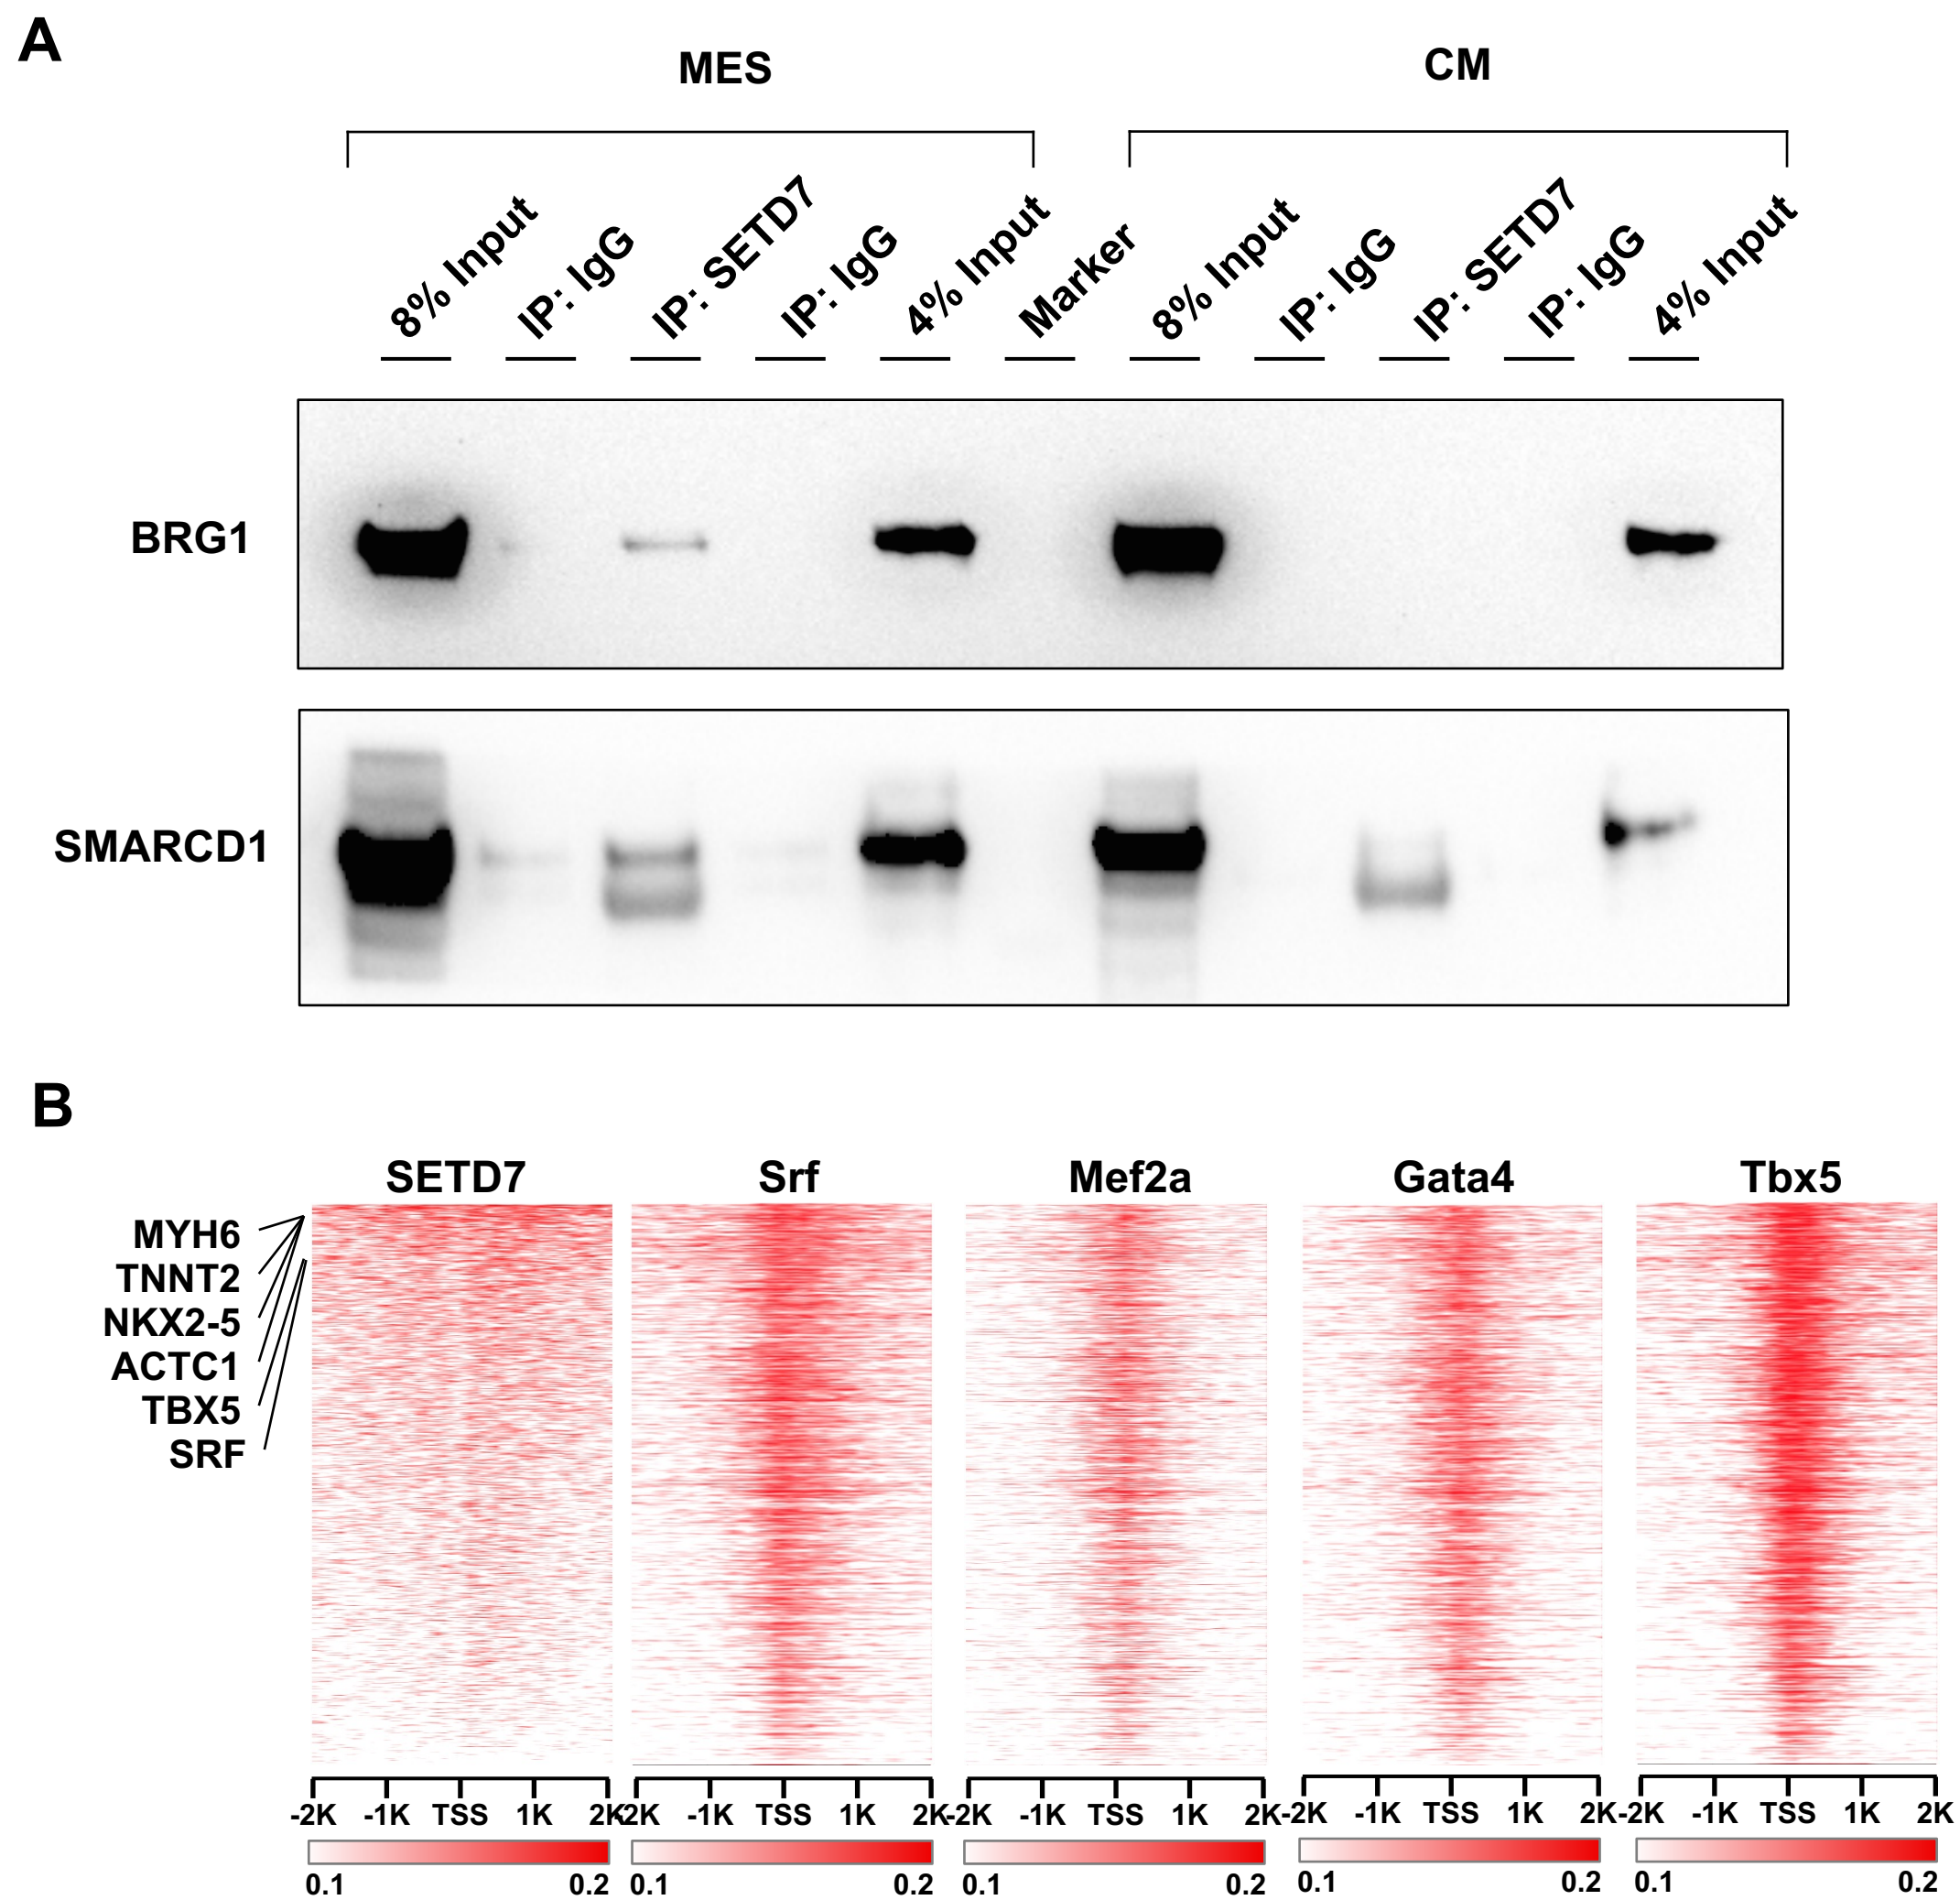 A
MES CM
8% Input IP: IgG IP: SETD7 IP: IgG 4% Input Marker 8% Input IP: IgG IP: SETD7 IP: IgG 4% Input
BRG1
SMARCD1
B
SETD7 Srf Mef2a Gata4 Tbx5
MYH6
TNNT2
NKX2-5
ACTC1
TBX5
SRF
-2K -1K TSS 1K 2K -2K -1K TSS 1K 2K -2K -1K TSS 1K 2K -2K -1K TSS 1K 2K -2K -1K TSS 1K 2K
0.1 0.2 0.1 0.2 0.1 0.2 0.1 0.2 0.1 0.2